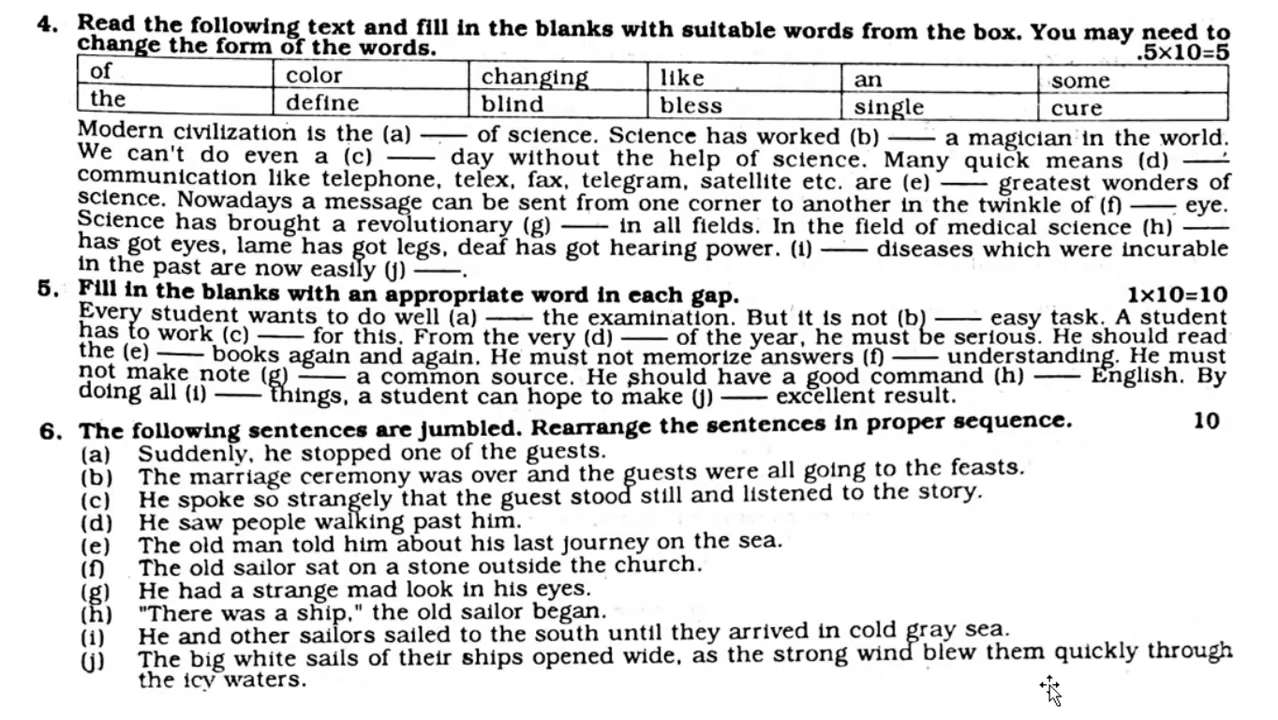 4. Read the following text and fill in the blanks with suitable words from the box. You may need to
change the form of the words. .5×10=5
of color changing like an some
the define blind bless single cure
Modern civilization is the (a) —— of science. Science has worked (b) —— a magician in the world.
We can't do even a (c) —— day without the help of science. Many quick means (d) ——
communication like telephone, telex, fax, telegram, satellite etc. are (e) —— greatest wonders of
science. Nowadays a message can be sent from one corner to another in the twinkle of (f) —— eye.
Science has brought a revolutionary (g) —— in all fields. In the field of medical science (h) ——
has got eyes, lame has got legs, deaf has got hearing power. (i) —— diseases which were incurable
in the past are now easily (j) ——.
5. Fill in the blanks with an appropriate word in each gap. 1×10=10
Every student wants to do well (a) —— the examination. But it is not (b) —— easy task. A student
has to work (c) —— for this. From the very (d) —— of the year, he must be serious. He should read
the (e) —— books again and again. He must not memorize answers (f) —— understanding. He must
not make note (g) —— a common source. He should have a good command (h) —— English. By
doing all (i) —— things, a student can hope to make (j) —— excellent result.
6. The following sentences are jumbled. Rearrange the sentences in proper sequence. 10
(a) Suddenly, he stopped one of the guests.
(b) The marriage ceremony was over and the guests were all going to the feasts.
(c) He spoke so strangely that the guest stood still and listened to the story.
(d) He saw people walking past him.
(e) The old man told him about his last journey on the sea.
(f) The old sailor sat on a stone outside the church.
(g) He had a strange mad look in his eyes.
(h) "There was a ship," the old sailor began.
(i) He and other sailors sailed to the south until they arrived in cold gray sea.
(j) The big white sails of their ships opened wide, as the strong wind blew them quickly through
the icy waters.